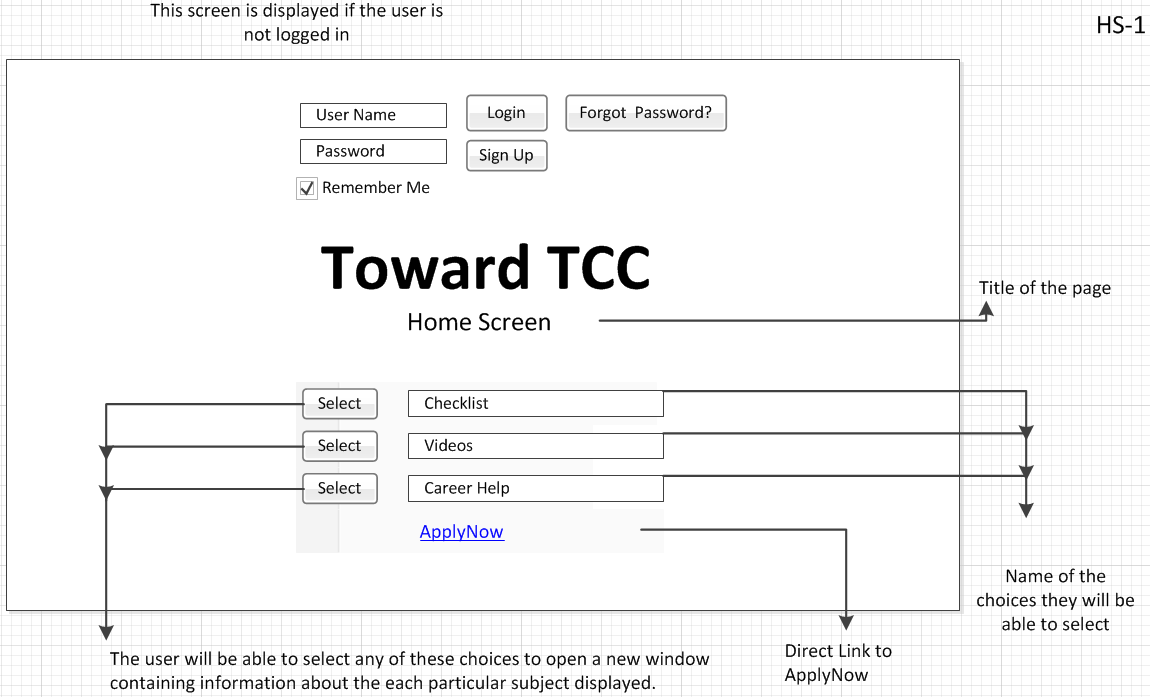 This screen is displayed if the user is
not logged in
HS-1
User Name
Login
Forgot Password?
Password
Sign Up
Remember Me
Toward TCC
Title of the page
Home Screen
Select
Checklist
Select
Videos
Select
Career Help
ApplyNow
Name of the
choices they will be
able to select
Direct Link to
ApplyNow
The user will be able to select any of these choices to open a new window
containing information about the each particular subject displayed.